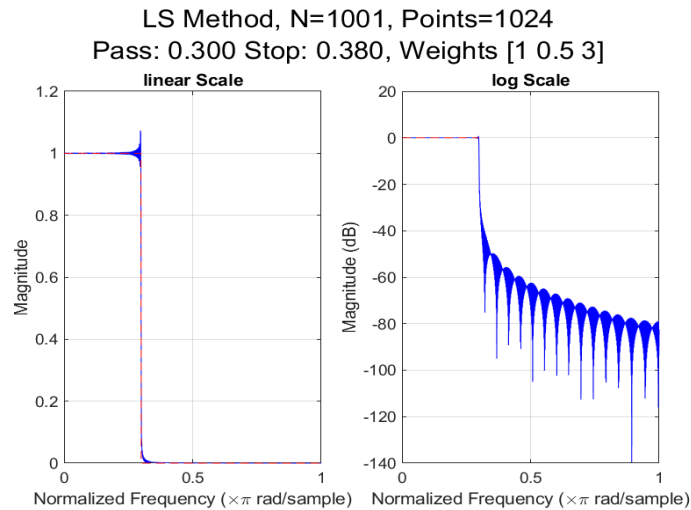 LS Method, N=1001, Points=1024
Pass: 0.300 Stop: 0.380, Weights [1 0.5 3]
linear Scale
1.2
1
0.8
0.6
0.4
0.2
0
0 0.5 1
Magnitude
Normalized Frequency (×π rad/sample)
log Scale
20
0
-20
-40
-60
-80
-100
-120
-140
0.5 1
Magnitude (dB)
Normalized Frequency (×π rad/sample)